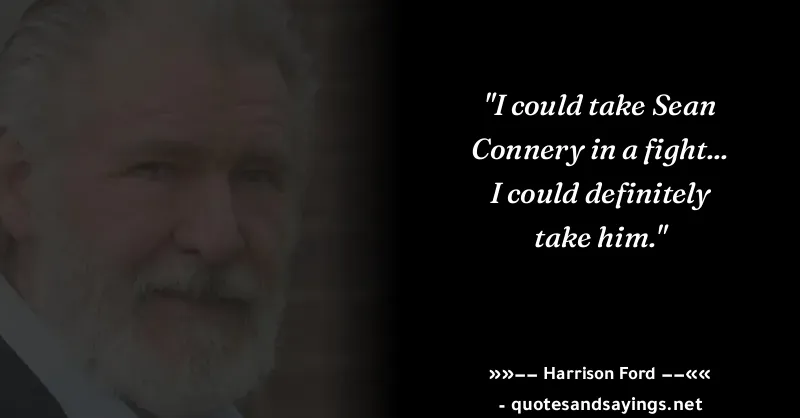 "I could take Sean
Connery in a fight...
I could definitely
take him."
»»–– Harrison Ford ––««
- quotesandsayings.net